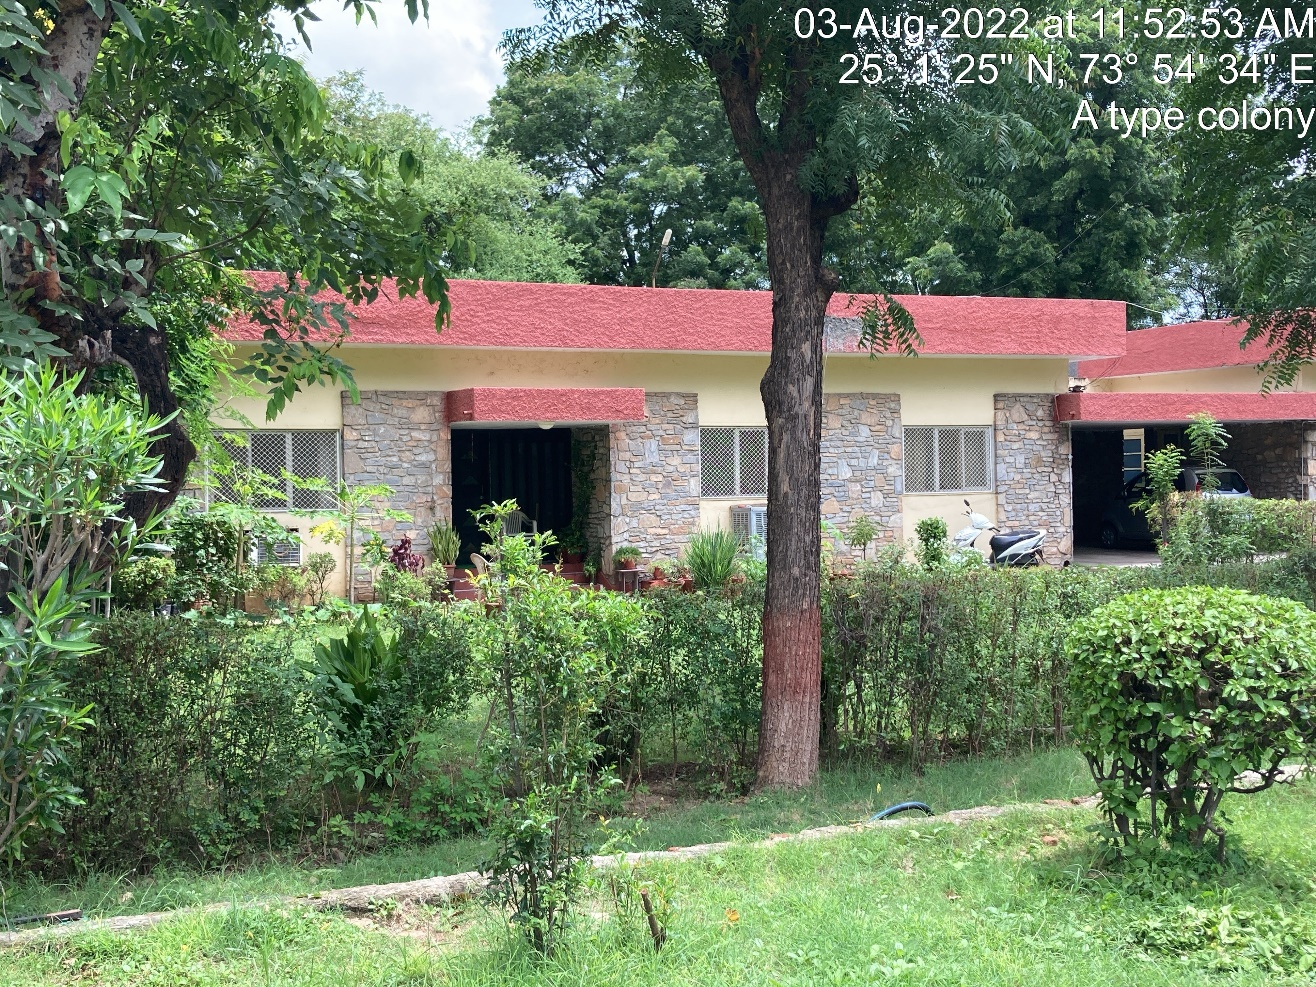 03-Aug-2022 at 11:52:53 AM
25° 1' 25" N, 73° 54' 34" E
A type colony